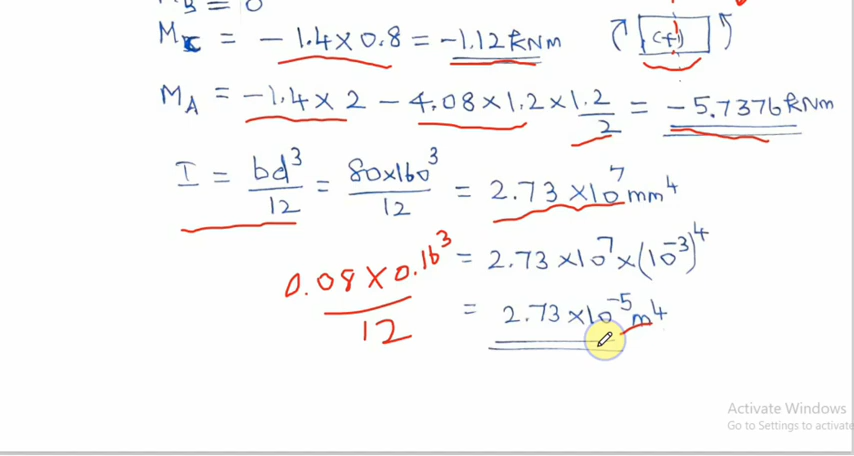 M_B = 0
M_C = -1.4×0.8 = -1.12 kNm
(+)
M_A = -1.4×2 - 4.08×1.2×1.2/2 = -5.7376 kNm
I = bd³/12 = 80×160³/12 = 2.73×10⁷ mm⁴
0.08×0.16³/12 = 2.73×10⁷×(10⁻³)⁴
= 2.73×10⁻⁵ m⁴
Activate Windows
Go to Settings to activate